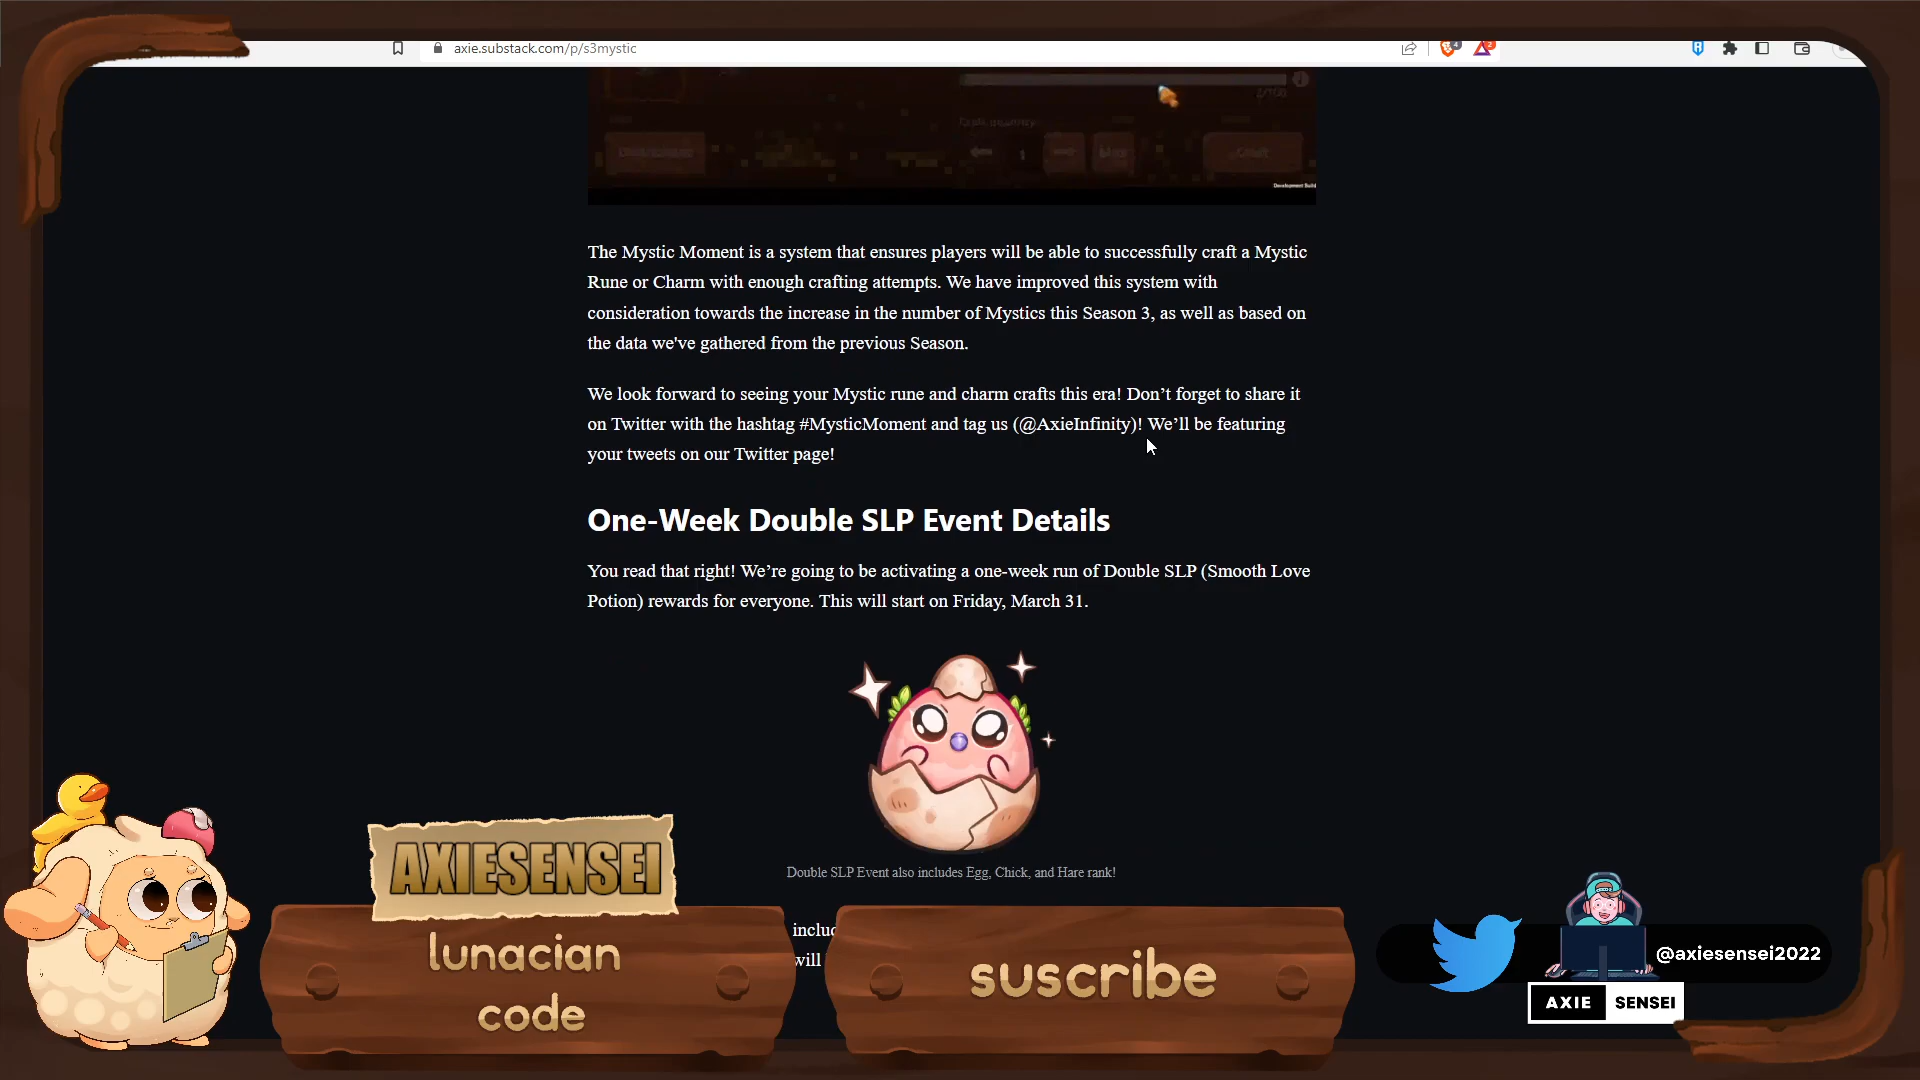 axie.substack.com/p/s3mystic
Development Build
The Mystic Moment is a system that ensures players will be able to successfully craft a Mystic
Rune or Charm with enough crafting attempts. We have improved this system with
consideration towards the increase in the number of Mystics this Season 3, as well as based on
the data we've gathered from the previous Season.
We look forward to seeing your Mystic rune and charm crafts this era! Don’t forget to share it
on Twitter with the hashtag #MysticMoment and tag us (@AxieInfinity)! We’ll be featuring
your tweets on our Twitter page!
One-Week Double SLP Event Details
You read that right! We’re going to be activating a one-week run of Double SLP (Smooth Love
Potion) rewards for everyone. This will start on Friday, March 31.
Double SLP Event also includes Egg, Chick, and Hare rank!
will
AXIESENSEI
lunacian
code
suscribe
@axiesensei2022
AXIE SENSEI